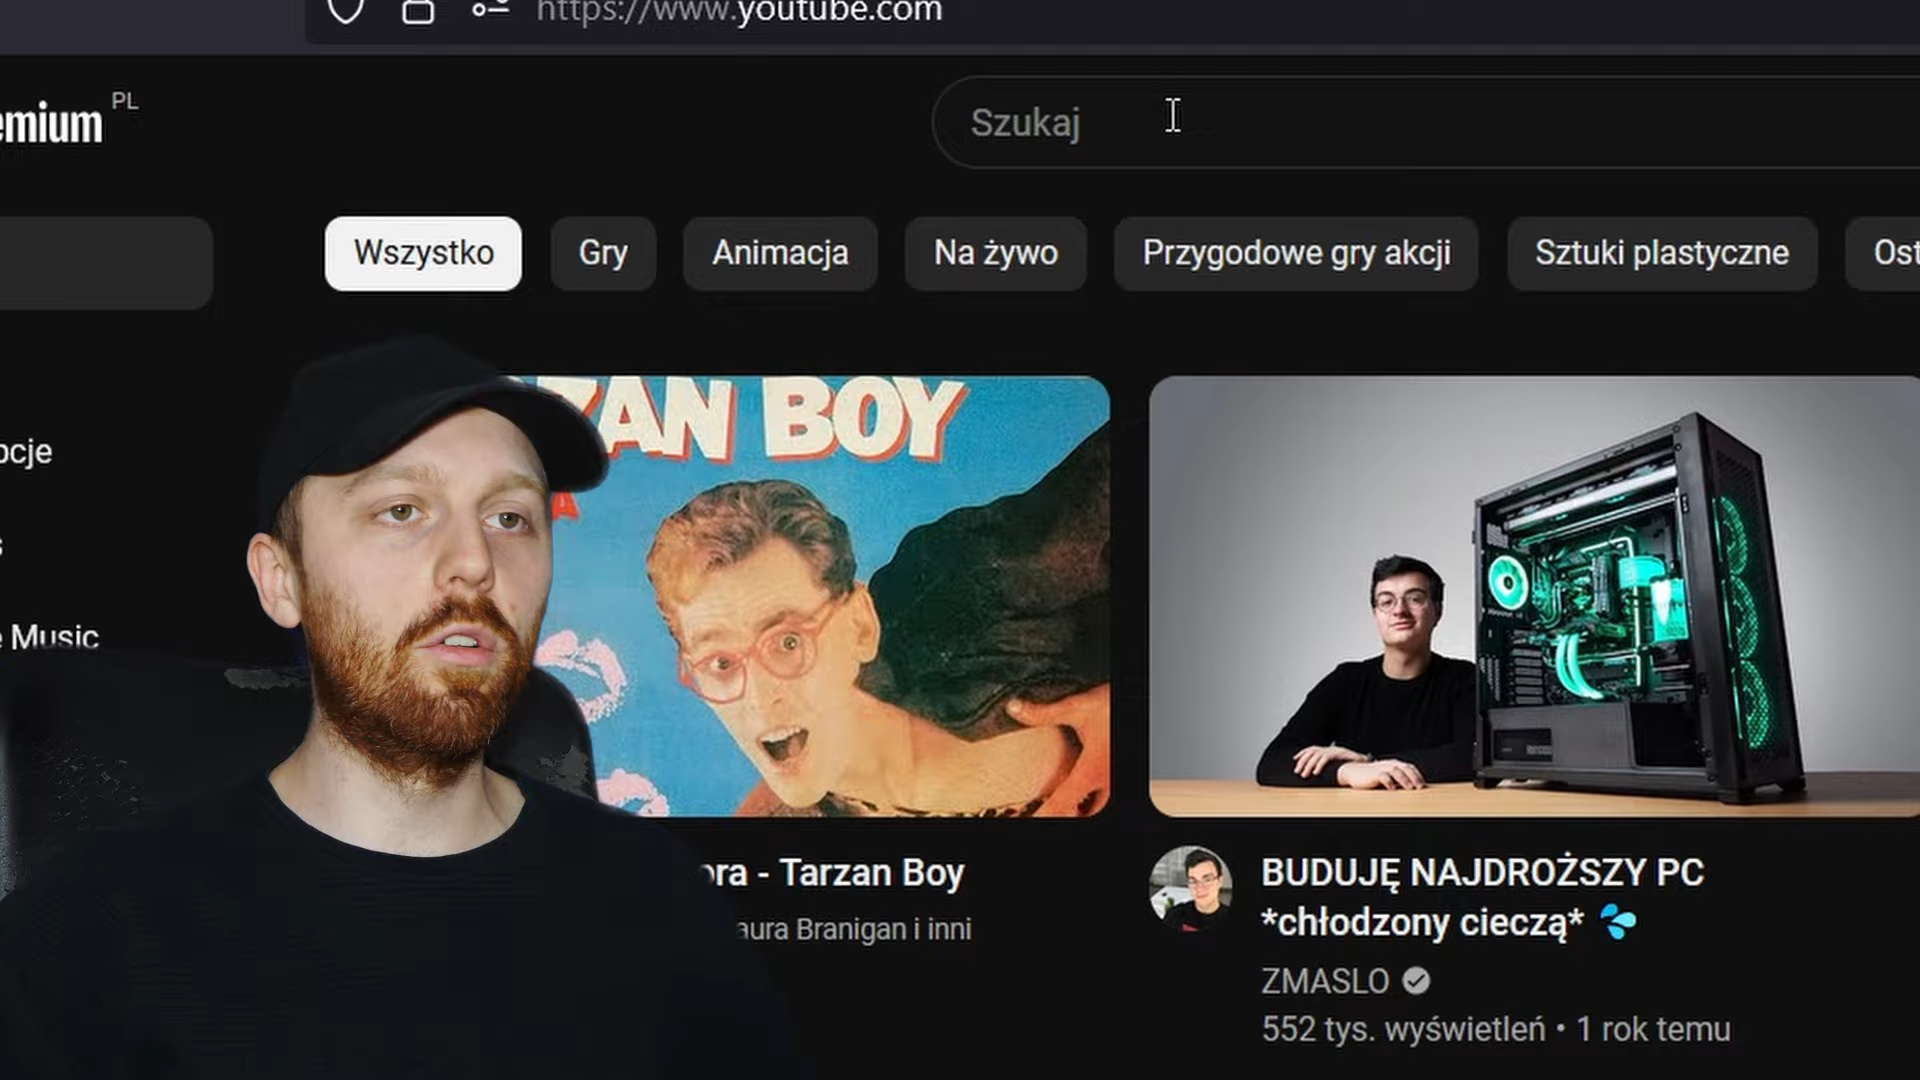 https://www.youtube.com
emium PL
Szukaj
Wszystko
Gry
Animacja
Na żywo
Przygodowe gry akcji
Sztuki plastyczne
Ost
ZAN BOY
A
pcje
s
e Music
ora - Tarzan Boy
aura Branigan i inni
BUDUJĘ NAJDROŻSZY PC
*chłodzony cieczą* 💦
ZMASLO
552 tys. wyświetleń • 1 rok temu